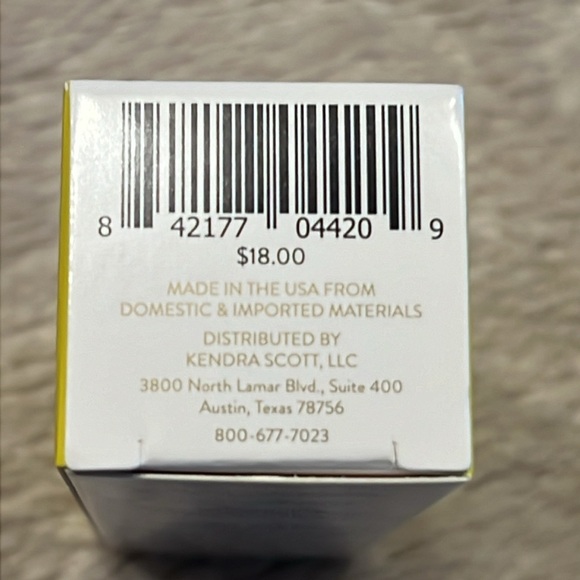 8 42177 04420 9
$18.00
MADE IN THE USA FROM
DOMESTIC & IMPORTED MATERIALS
DISTRIBUTED BY
KENDRA SCOTT, LLC
3800 North Lamar Blvd., Suite 400
Austin, Texas 78756
800-677-7023